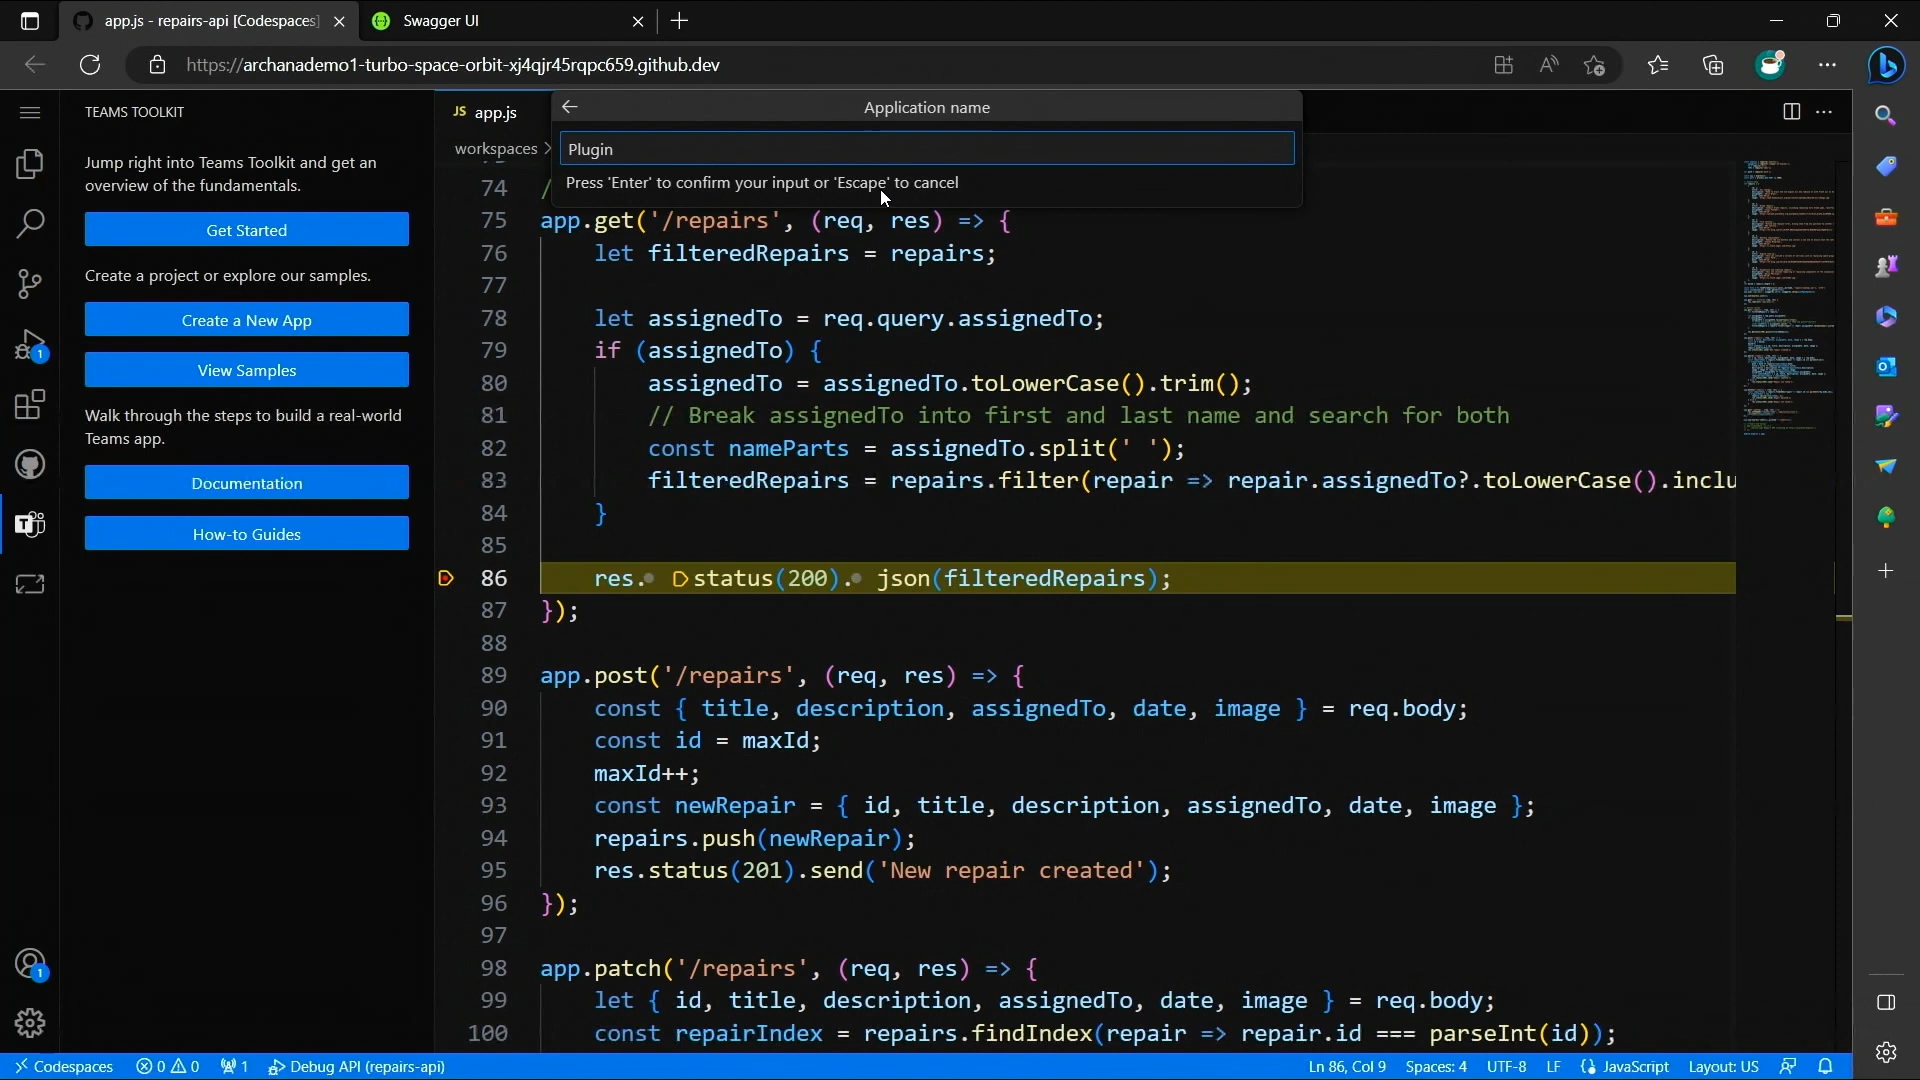 app.js - repairs-api [Codespaces]
Swagger UI
https://archanademo1-turbo-space-orbit-xj4qjr45rqpc659.github.dev
TEAMS TOOLKIT
Jump right into Teams Toolkit and get an
overview of the fundamentals.
Get Started
Create a project or explore our samples.
Create a New App
View Samples
Walk through the steps to build a real-world
Teams app.
Documentation
How-to Guides
1
1
JS app.js
workspaces >
Application name
Plugin
Press 'Enter' to confirm your input or 'Escape' to cancel
74 /
75 app.get('/repairs', (req, res) => {
76 let filteredRepairs = repairs;
77
78 let assignedTo = req.query.assignedTo;
79 if (assignedTo) {
80 assignedTo = assignedTo.toLowerCase().trim();
81 // Break assignedTo into first and last name and search for both
82 const nameParts = assignedTo.split(' ');
83 filteredRepairs = repairs.filter(repair => repair.assignedTo?.toLowerCase().inclu
84 }
85
86 res. status(200). json(filteredRepairs);
87 });
88
89 app.post('/repairs', (req, res) => {
90 const { title, description, assignedTo, date, image } = req.body;
91 const id = maxId;
92 maxId++;
93 const newRepair = { id, title, description, assignedTo, date, image };
94 repairs.push(newRepair);
95 res.status(201).send('New repair created');
96 });
97
98 app.patch('/repairs', (req, res) => {
99 let { id, title, description, assignedTo, date, image } = req.body;
100 const repairIndex = repairs.findIndex(repair => repair.id === parseInt(id));
Codespaces 0 0 1 Debug API (repairs-api) Ln 86, Col 9 Spaces: 4 UTF-8 LF {} JavaScript Layout: US